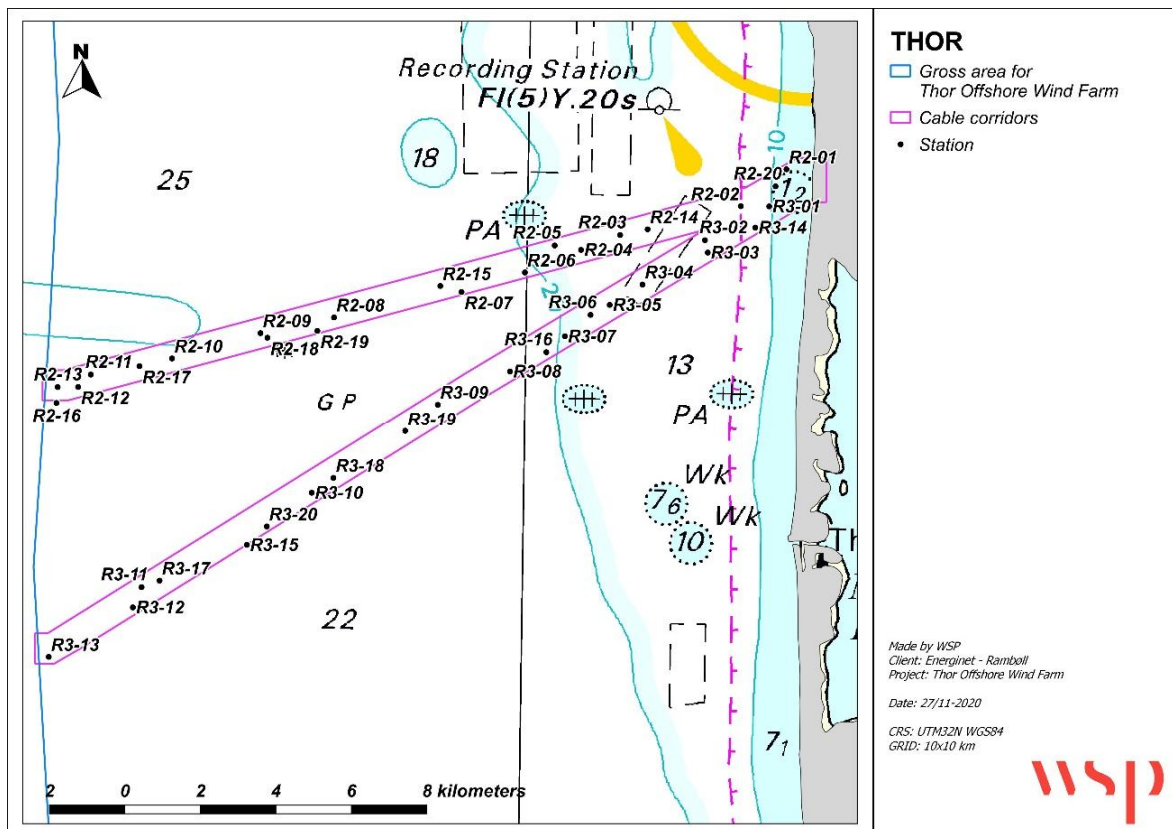 N
Recording Station
Fl(5)Y.20s
18
25
10
R2-01
R2-20
1₂
R2-02
R3-01
R2-14
R2-03
R3-14
PA
R2-05
R2-04
R3-02
R3-03
R2-06
R2-15
R3-04
R2-07
R2-08
R3-06
R3-05
R2-09
R2-19
R2-18
R3-07
R3-16
R2-10
R2-11
R2-17
R2-13
R2-12
R2-16
R3-08
13
GP
R3-09
R3-19
PA
R3-18
R3-10
Wk
7₆
Wk
10
R3-20
R3-15
Th
R3-11
R3-17
R3-12
22
R3-13
7₁
2 0 2 4 6 8 kilometers
THOR
Gross area for
Thor Offshore Wind Farm
Cable corridors
Station
Made by WSP
Client: Energinet - Rambøll
Project: Thor Offshore Wind Farm
Date: 27/11-2020
CRS: UTM32N WGS84
GRID: 10x10 km
wsp